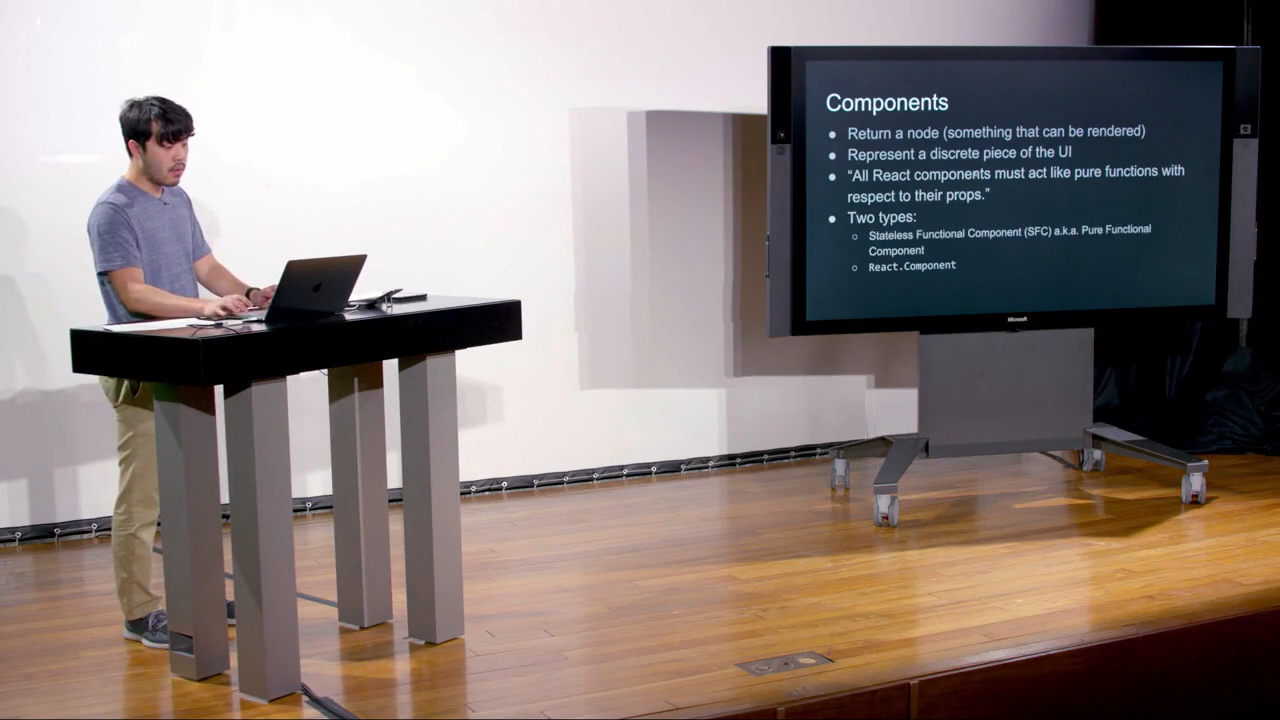 Components
● Return a node (something that can be rendered)
● Represent a discrete piece of the UI
● “All React components must act like pure functions with
respect to their props.”
● Two types:
○ Stateless Functional Component (SFC) a.k.a. Pure Functional
Component
○ React.Component
Microsoft